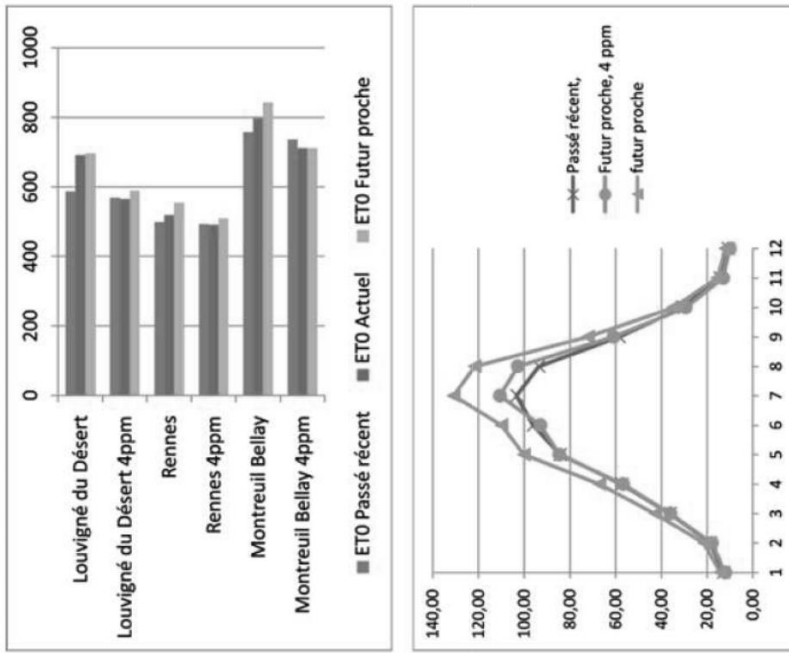 1000
800
600
400
200
0
Louvigné du Désert
Louvigné du Désert 4ppm
Rennes
Rennes 4ppm
Montreuil Bellay
Montreuil Bellay 4ppm
ET0 Passé récent
ET0 Actuel
ET0 Futur proche
140,00
120,00
100,00
80,00
60,00
40,00
20,00
0,00
1 2 3 4 5 6 7 8 9 10 11 12
Passé récent,
Futur proche, 4 ppm
futur proche